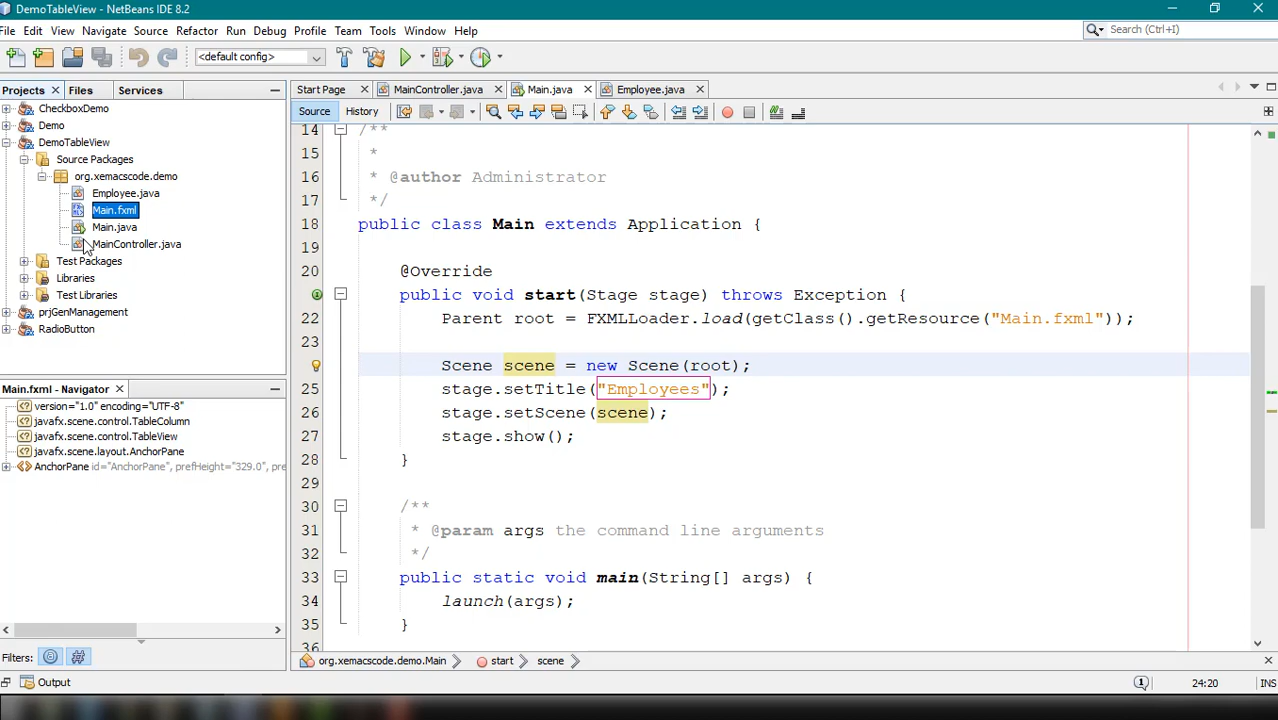 DemoTableView - NetBeans IDE 8.2
File Edit View Navigate Source Refactor Run Debug Profile Team Tools Window Help
Search (Ctrl+I)
<default config>
Projects Files Services
CheckboxDemo
Demo
DemoTableView
Source Packages
org.xemacscode.demo
Employee.java
Main.fxml
Main.java
MainController.java
Test Packages
Libraries
Test Libraries
prjGenManagement
RadioButton
Main.fxml - Navigator
version="1.0" encoding="UTF-8"
javafx.scene.control.TableColumn
javafx.scene.control.TableView
javafx.scene.layout.AnchorPane
AnchorPane id="AnchorPane", prefHeight="329.0", pre
Filters:
Output
Start Page MainController.java Main.java Employee.java
Source History
14 /**
15 *
16 * @author Administrator
17 */
18 public class Main extends Application {
19
20 @Override
public void start(Stage stage) throws Exception {
22 Parent root = FXMLLoader.load(getClass().getResource("Main.fxml"));
23
Scene scene = new Scene(root);
25 stage.setTitle("Employees");
26 stage.setScene(scene);
27 stage.show();
28 }
29
30 /**
31 * @param args the command line arguments
32 */
33 public static void main(String[] args) {
34 launch(args);
35 }
36
org.xemacscode.demo.Main start scene
1 24:20 INS